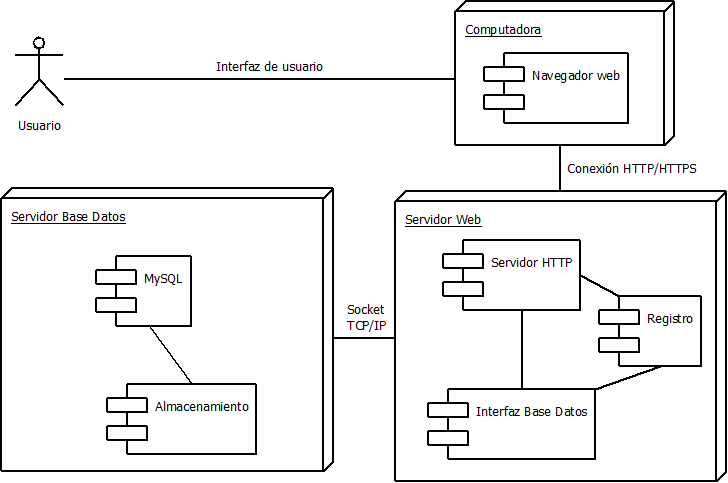 Computadora
Interfaz de usuario
Navegador web
Usuario
Conexión HTTP/HTTPS
Servidor Base Datos
Servidor Web
MySQL
Servidor HTTP
Socket
TCP/IP
Registro
Almacenamiento
Interfaz Base Datos